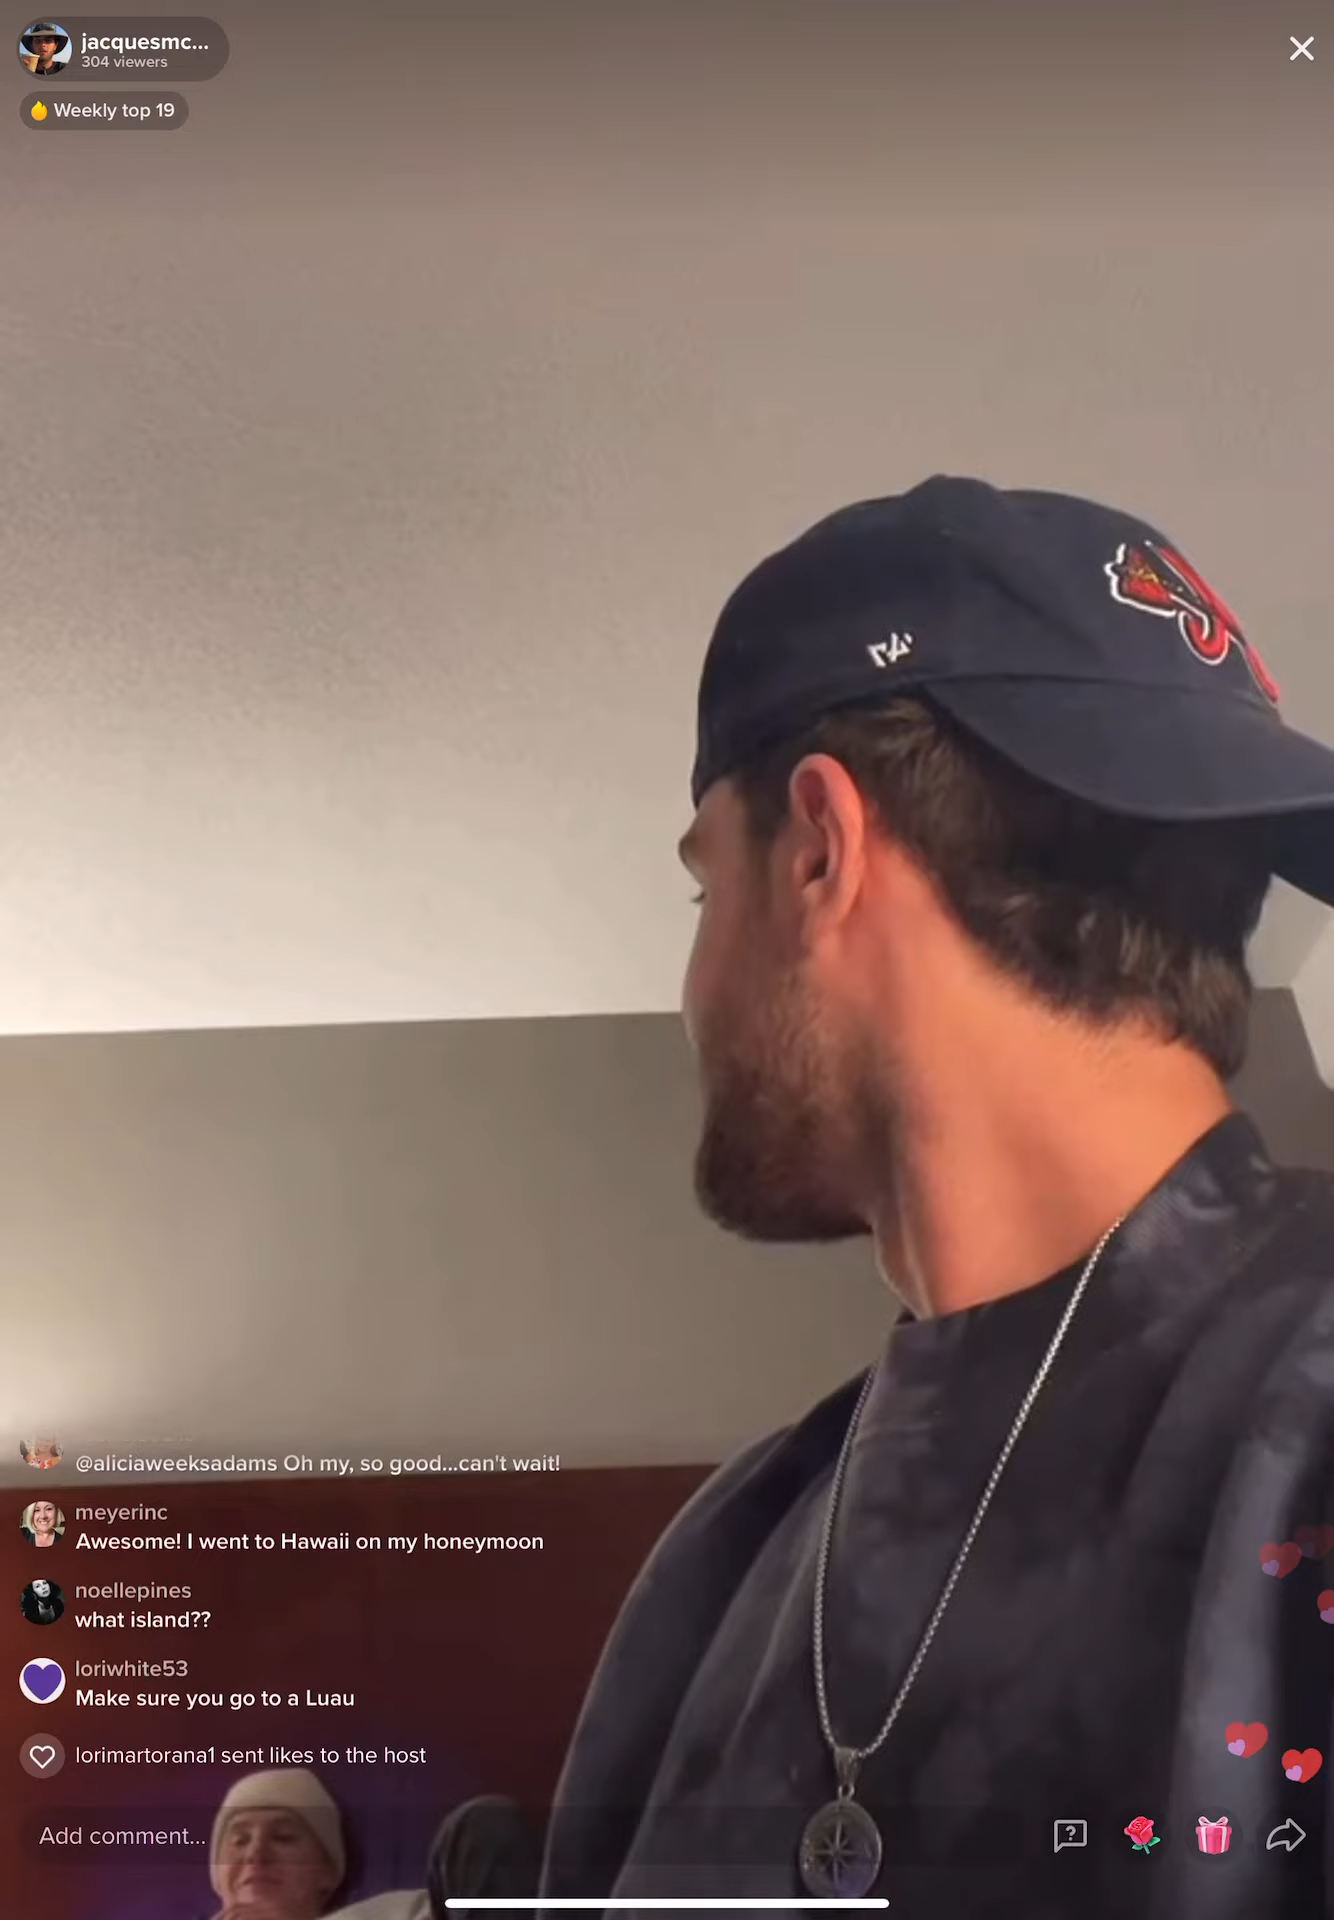 jacquesmc...
304 viewers
Weekly top 19
@aliciaweeksadams Oh my, so good...can't wait!
meyerinc
Awesome! I went to Hawaii on my honeymoon
noellepines
what island??
loriwhite53
Make sure you go to a Luau
lorimartorana1 sent likes to the host
Add comment...